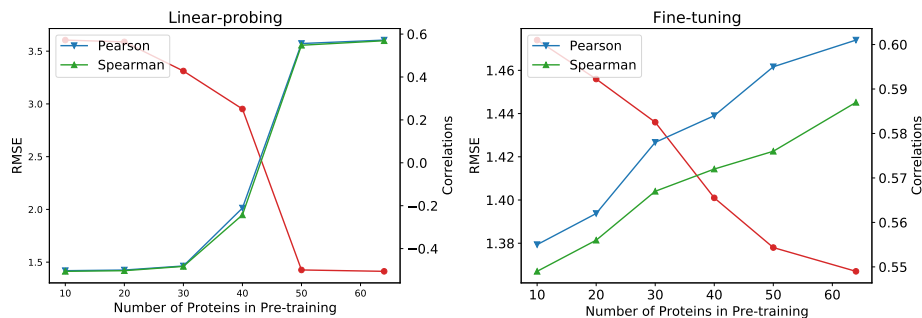 Linear-probing
Pearson
Spearman
3.5
3.0
2.5
2.0
1.5
RMSE
0.6
0.4
0.2
0.0
−0.2
−0.4
Correlations
10 20 30 40 50 60
Number of Proteins in Pre-training
Fine-tuning
Pearson
Spearman
1.46
1.44
1.42
1.40
1.38
RMSE
0.60
0.59
0.58
0.57
0.56
0.55
Correlations
10 20 30 40 50 60
Number of Proteins in Pre-training